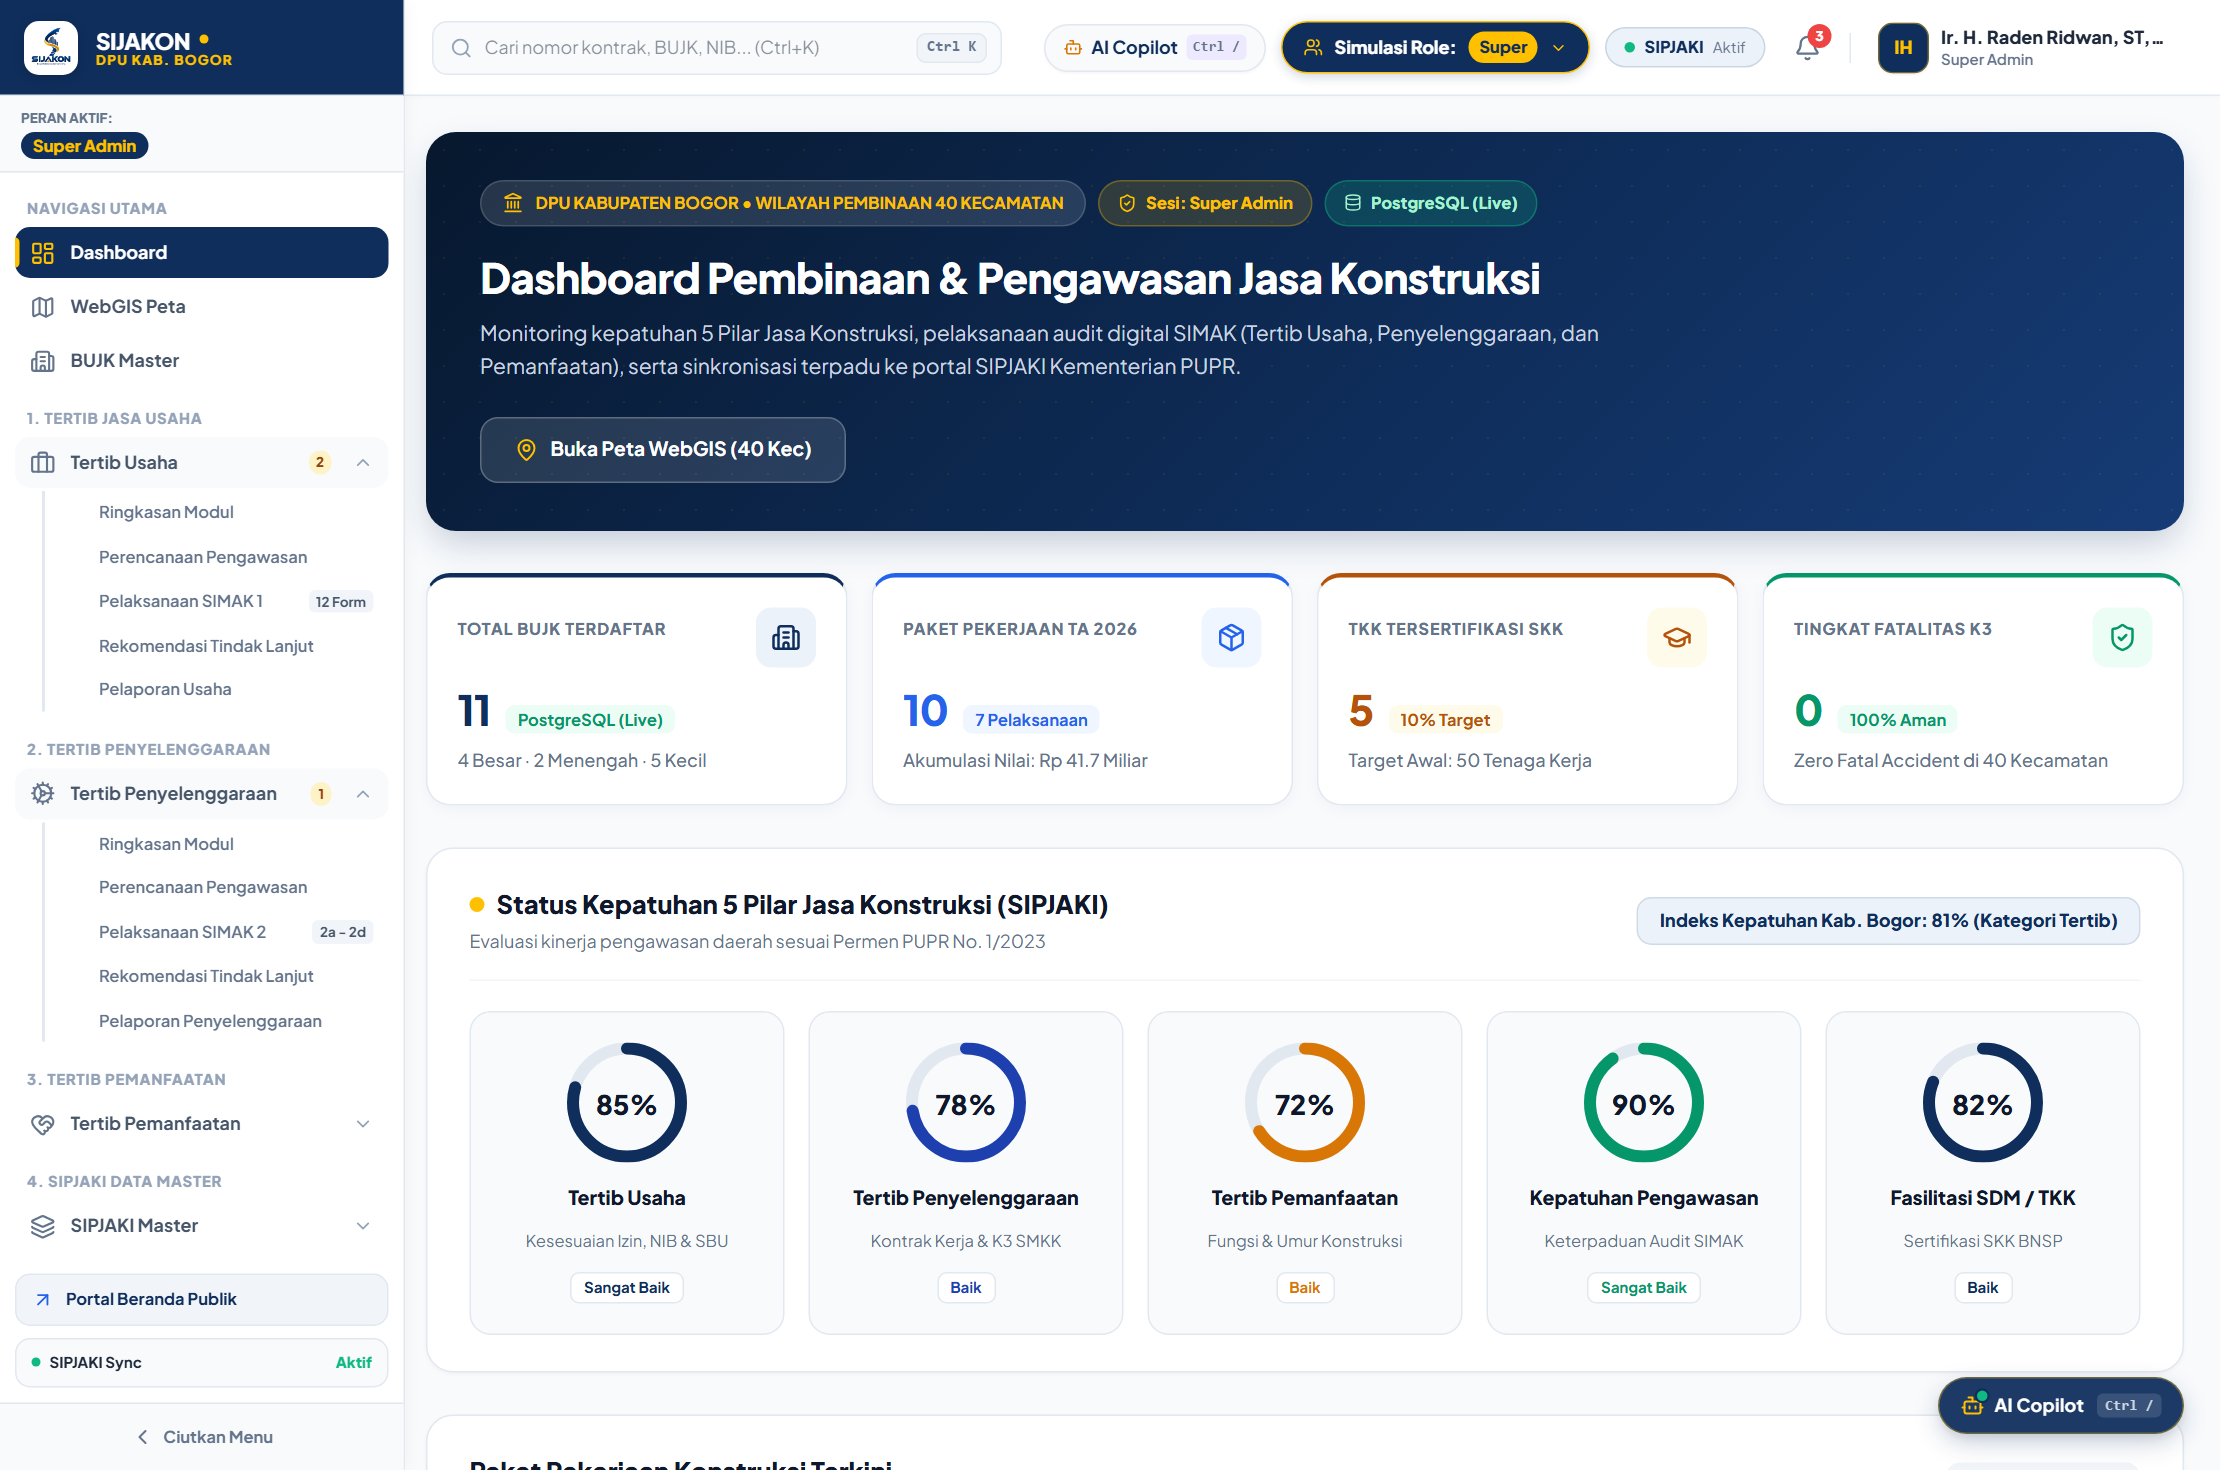 SIJAKON
SIJAKON
DPU KAB. BOGOR
Cari nomor kontrak, BUJK, NIB... (Ctrl+K)
Ctrl K
AI Copilot
Ctrl /
Simulasi Role:
Super
SIPJAKI Aktif
3
IH
Ir. H. Raden Ridwan, ST,...
Super Admin
PERAN AKTIF:
Super Admin
NAVIGASI UTAMA
Dashboard
WebGIS Peta
BUJK Master
1. TERTIB JASA USAHA
Tertib Usaha
2
Ringkasan Modul
Perencanaan Pengawasan
Pelaksanaan SIMAK 1
12 Form
Rekomendasi Tindak Lanjut
Pelaporan Usaha
2. TERTIB PENYELENGGARAAN
Tertib Penyelenggaraan
1
Ringkasan Modul
Perencanaan Pengawasan
Pelaksanaan SIMAK 2
2a - 2d
Rekomendasi Tindak Lanjut
Pelaporan Penyelenggaraan
3. TERTIB PEMANFAATAN
Tertib Pemanfaatan
4. SIPJAKI DATA MASTER
SIPJAKI Master
Portal Beranda Publik
SIPJAKI Sync
Aktif
Ciutkan Menu
DPU KABUPATEN BOGOR • WILAYAH PEMBINAAN 40 KECAMATAN
Sesi: Super Admin
PostgreSQL (Live)
Dashboard Pembinaan & Pengawasan Jasa Konstruksi
Monitoring kepatuhan 5 Pilar Jasa Konstruksi, pelaksanaan audit digital SIMAK (Tertib Usaha, Penyelenggaraan, dan
Pemanfaatan), serta sinkronisasi terpadu ke portal SIPJAKI Kementerian PUPR.
Buka Peta WebGIS (40 Kec)
TOTAL BUJK TERDAFTAR
11
PostgreSQL (Live)
4 Besar · 2 Menengah · 5 Kecil
PAKET PEKERJAAN TA 2026
10
7 Pelaksanaan
Akumulasi Nilai: Rp 41.7 Miliar
TKK TERSERTIFIKASI SKK
5
10% Target
Target Awal: 50 Tenaga Kerja
TINGKAT FATALITAS K3
0
100% Aman
Zero Fatal Accident di 40 Kecamatan
Status Kepatuhan 5 Pilar Jasa Konstruksi (SIPJAKI)
Evaluasi kinerja pengawasan daerah sesuai Permen PUPR No. 1/2023
Indeks Kepatuhan Kab. Bogor: 81% (Kategori Tertib)
85%
Tertib Usaha
Kesesuaian Izin, NIB & SBU
Sangat Baik
78%
Tertib Penyelenggaraan
Kontrak Kerja & K3 SMKK
Baik
72%
Tertib Pemanfaatan
Fungsi & Umur Konstruksi
Baik
90%
Kepatuhan Pengawasan
Keterpaduan Audit SIMAK
Sangat Baik
82%
Fasilitasi SDM / TKK
Sertifikasi SKK BNSP
Baik
AI Copilot
Ctrl /
Paket Pekerjaan Konstruksi Terkini